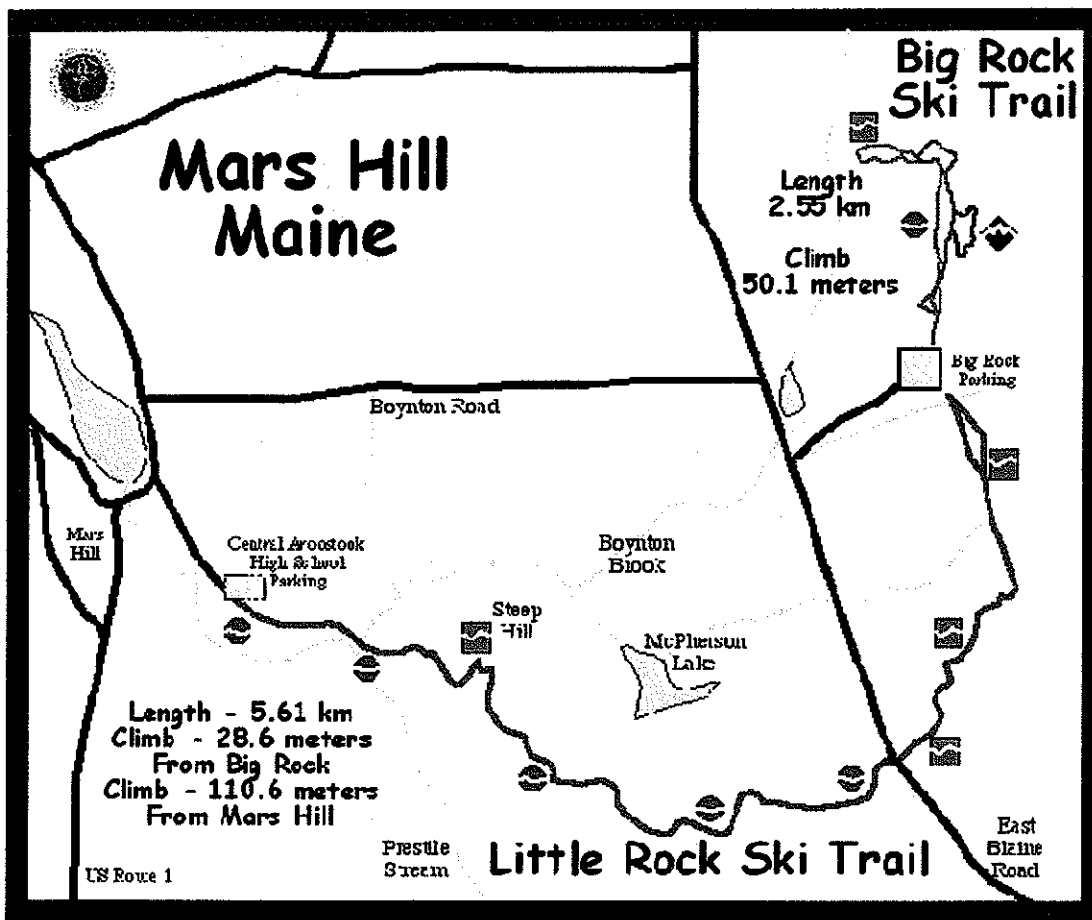 Big Rock
Ski Trail
Mars Hill
Maine
Length
2.55 km
Climb
50.1 meters
Big Rock
Parking
Boynton Road
Mars
Hill
Central Aroostook
High School
Parking
Boynton
Brook
Steep
Hill
McPherson
Lake
Length - 5.61 km
Climb - 28.6 meters
From Big Rock
Climb - 110.6 meters
From Mars Hill
Prestile
Stream
Little Rock Ski Trail
East
Blaine
Road
US Route 1